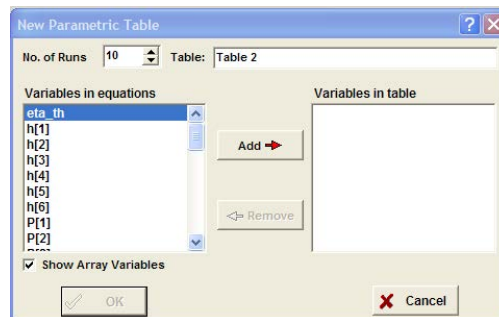 New Parametric Table
No. of Runs 10 Table: Table 2
Variables in equations Variables in table
eta_th
h[1]
h[2]
h[3]
h[4]
h[5]
h[6]
P[1]
P[2]
Add
Remove
Show Array Variables
OK Cancel